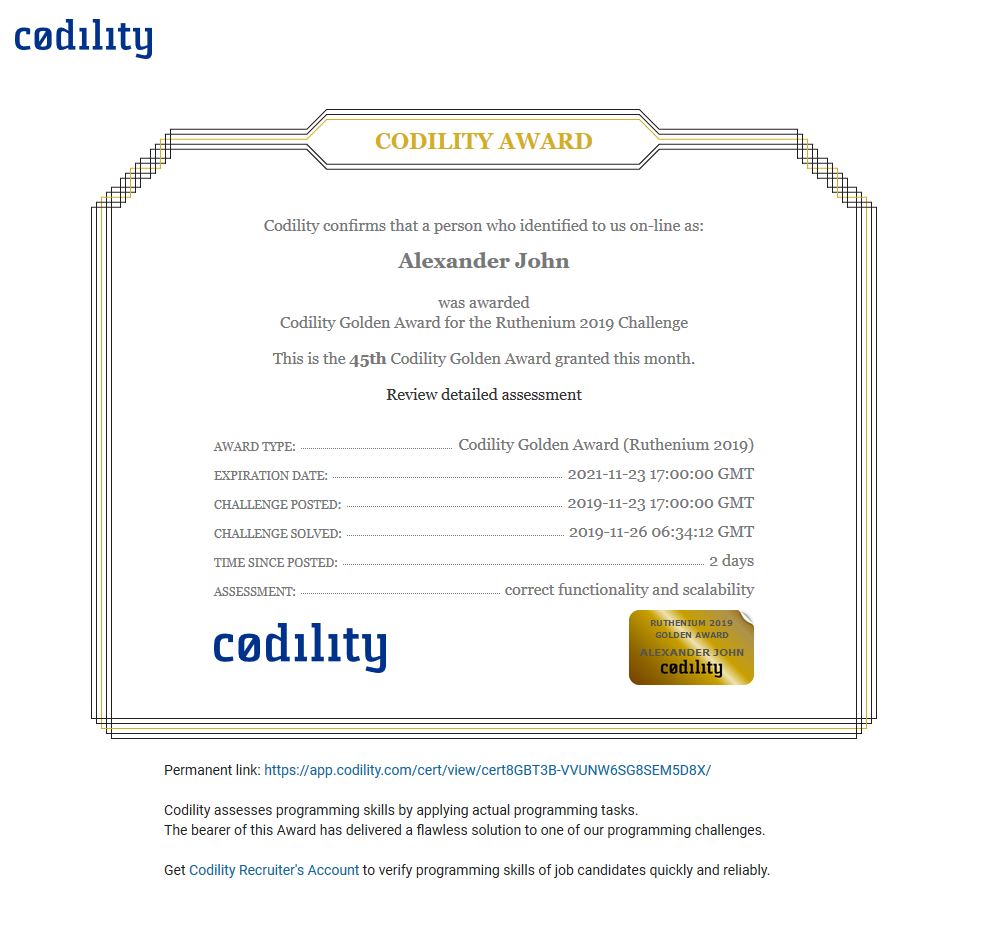 cødılıty
CODILITY AWARD
Codility confirms that a person who identified to us on-line as:
Alexander John
was awarded
Codility Golden Award for the Ruthenium 2019 Challenge
This is the 45th Codility Golden Award granted this month.
Review detailed assessment
AWARD TYPE: Codility Golden Award (Ruthenium 2019)
EXPIRATION DATE: 2021-11-23 17:00:00 GMT
CHALLENGE POSTED: 2019-11-23 17:00:00 GMT
CHALLENGE SOLVED: 2019-11-26 06:34:12 GMT
TIME SINCE POSTED: 2 days
ASSESSMENT: correct functionality and scalability
cødılıty
RUTHENIUM 2019
GOLDEN AWARD
ALEXANDER JOHN
cødılıty
Permanent link: https://app.codility.com/cert/view/cert8GBT3B-VVUNW6SG8SEM5D8X/
Codility assesses programming skills by applying actual programming tasks.
The bearer of this Award has delivered a flawless solution to one of our programming challenges.
Get Codility Recruiter's Account to verify programming skills of job candidates quickly and reliably.